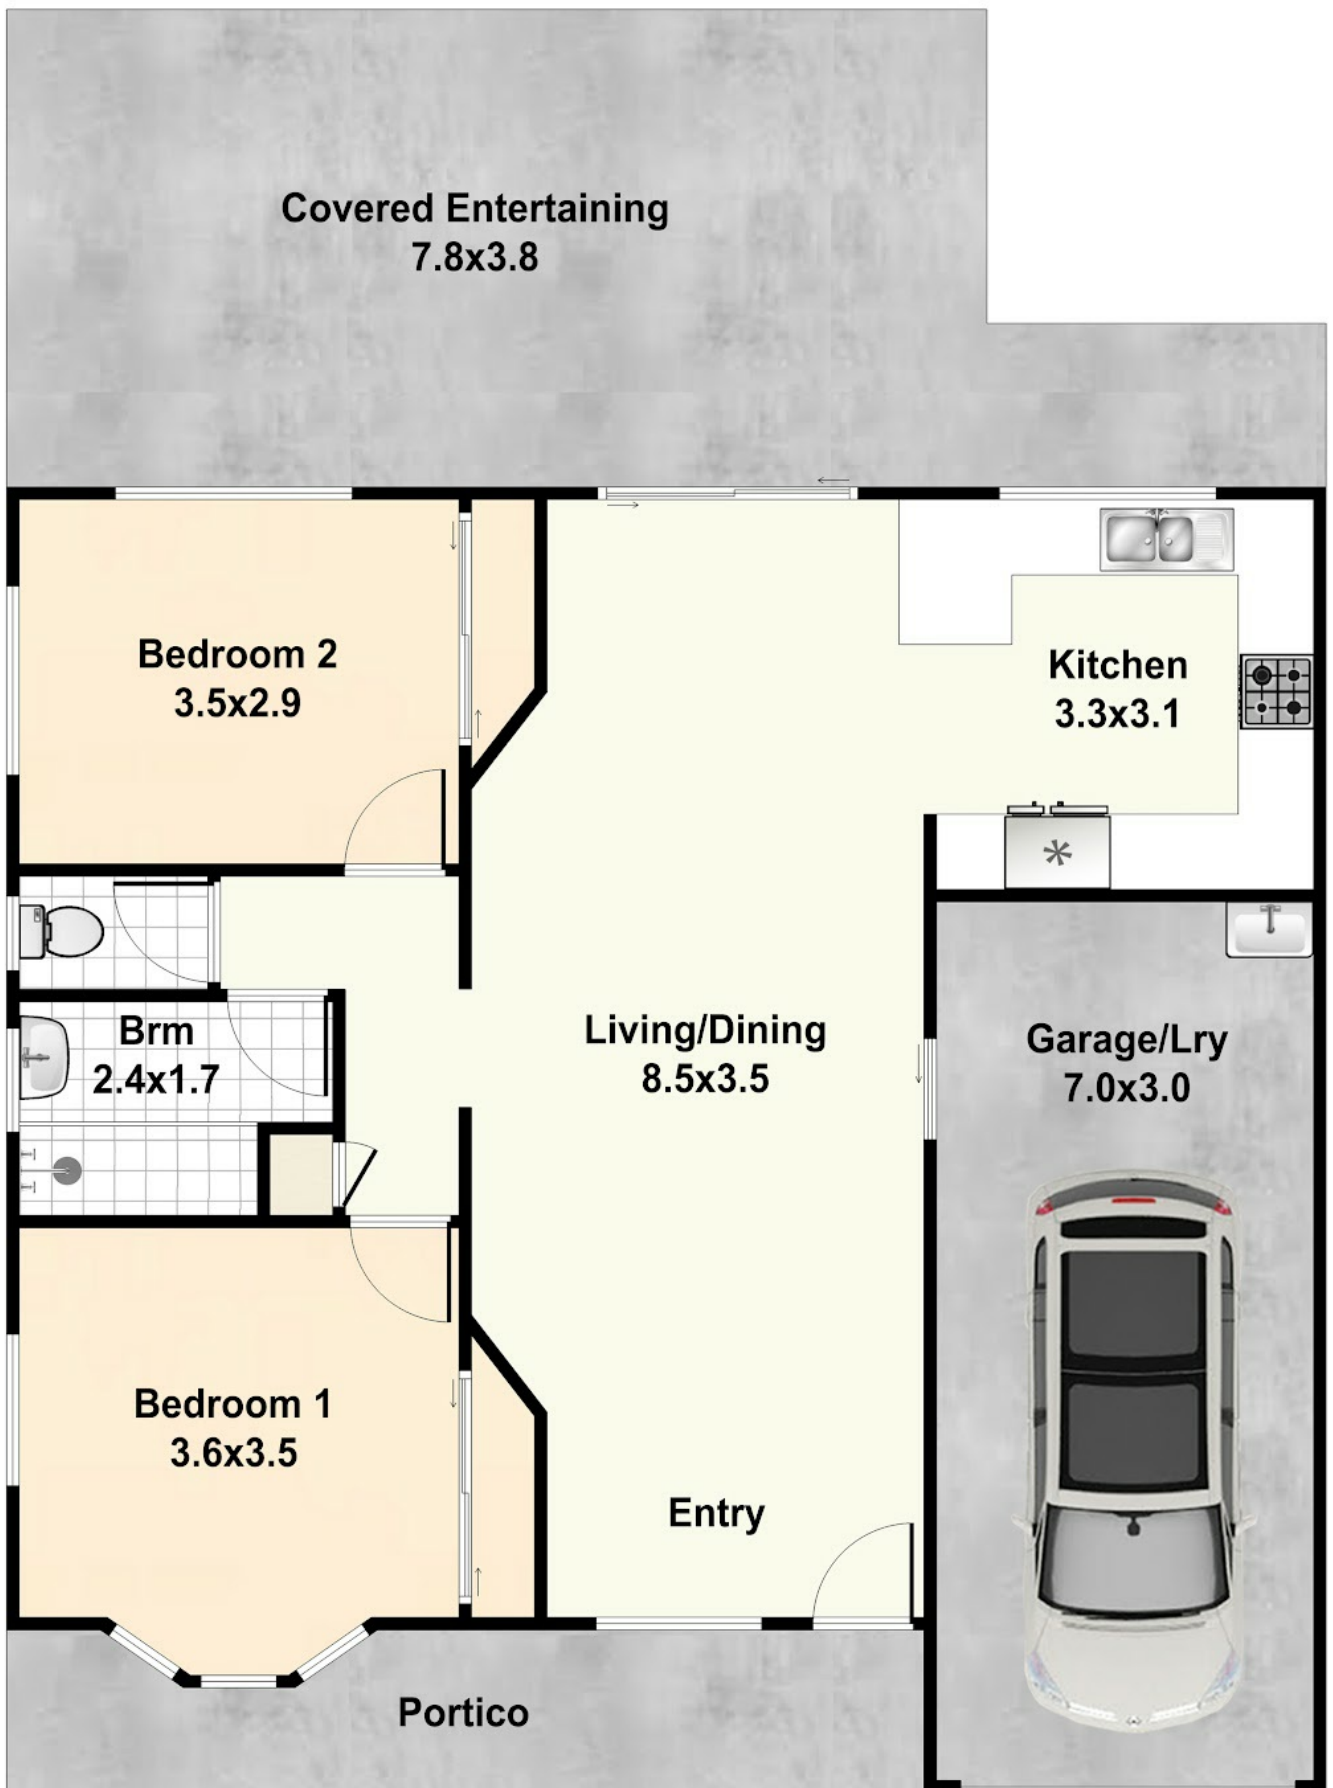 Covered Entertaining
7.8x3.8
Bedroom 2
3.5x2.9
Kitchen
3.3x3.1
Brm
2.4x1.7
Living/Dining
8.5x3.5
Garage/Lry
7.0x3.0
Bedroom 1
3.6x3.5
Entry
Portico